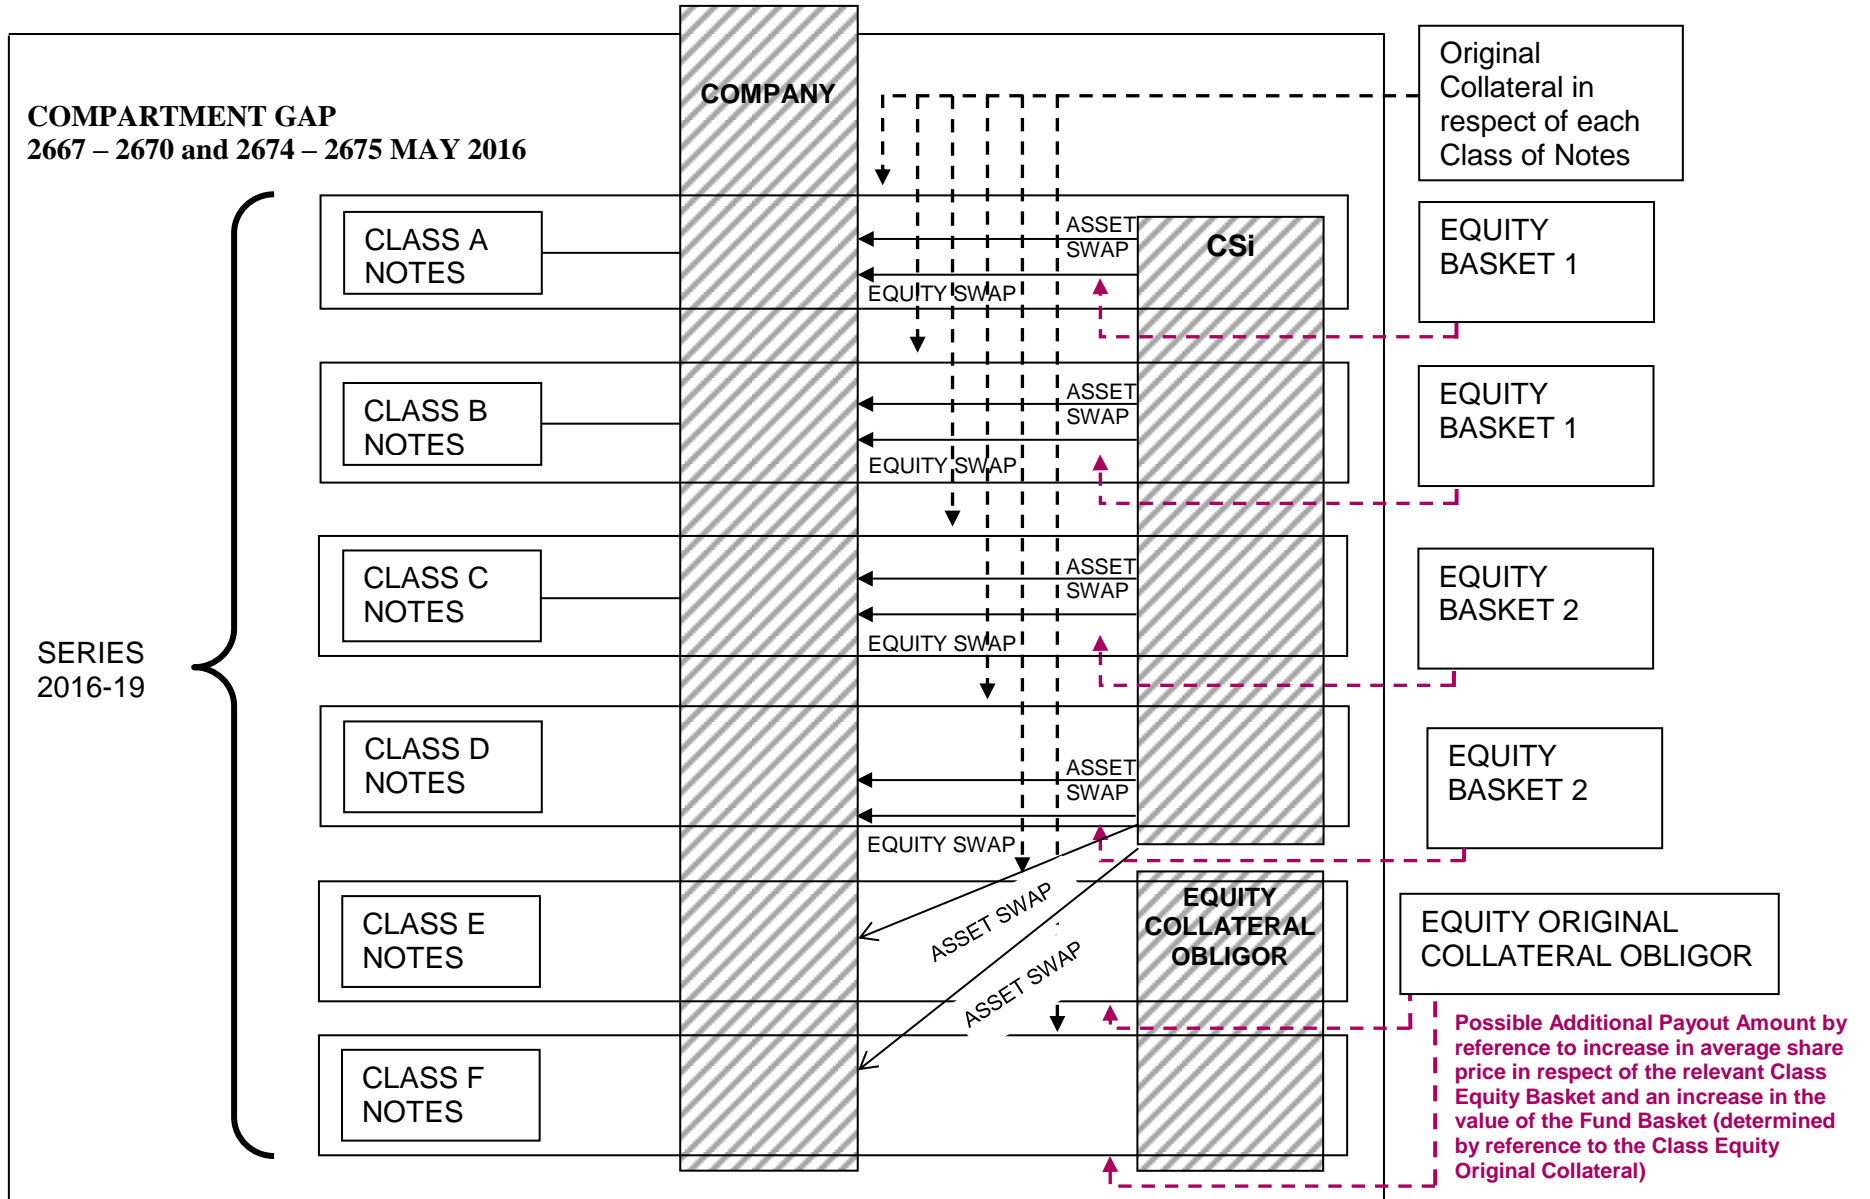 COMPANY
Original
Collateral in
respect of each
Class of Notes
COMPARTMENT GAP
2667 – 2670 and 2674 – 2675 MAY 2016
CLASS A
NOTES
ASSET
SWAP
EQUITY SWAP
CSi
EQUITY
BASKET 1
CLASS B
NOTES
ASSET
SWAP
EQUITY SWAP
EQUITY
BASKET 1
CLASS C
NOTES
ASSET
SWAP
EQUITY SWAP
EQUITY
BASKET 2
SERIES
2016-19
CLASS D
NOTES
ASSET
SWAP
EQUITY SWAP
EQUITY
BASKET 2
CLASS E
NOTES
ASSET SWAP
EQUITY
COLLATERAL
OBLIGOR
EQUITY ORIGINAL
COLLATERAL OBLIGOR
ASSET SWAP
CLASS F
NOTES
Possible Additional Payout Amount by
reference to increase in average share
price in respect of the relevant Class
Equity Basket and an increase in the
value of the Fund Basket (determined
by reference to the Class Equity
Original Collateral)